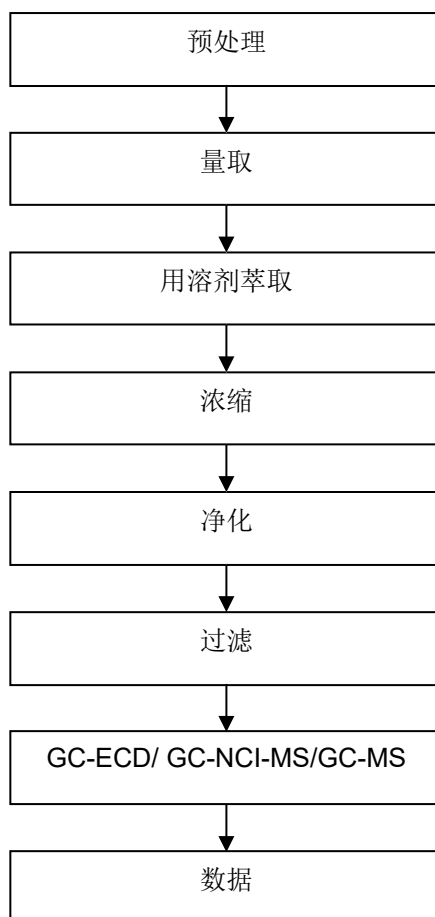 预处理
量取
用溶剂萃取
浓缩
净化
过滤
GC-ECD/ GC-NCI-MS/GC-MS
数据